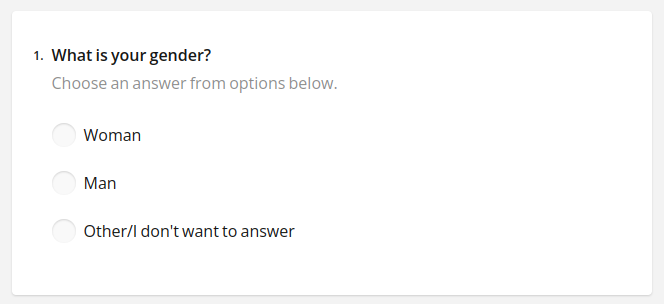 1. What is your gender?
Choose an answer from options below.
Woman
Man
Other/I don't want to answer